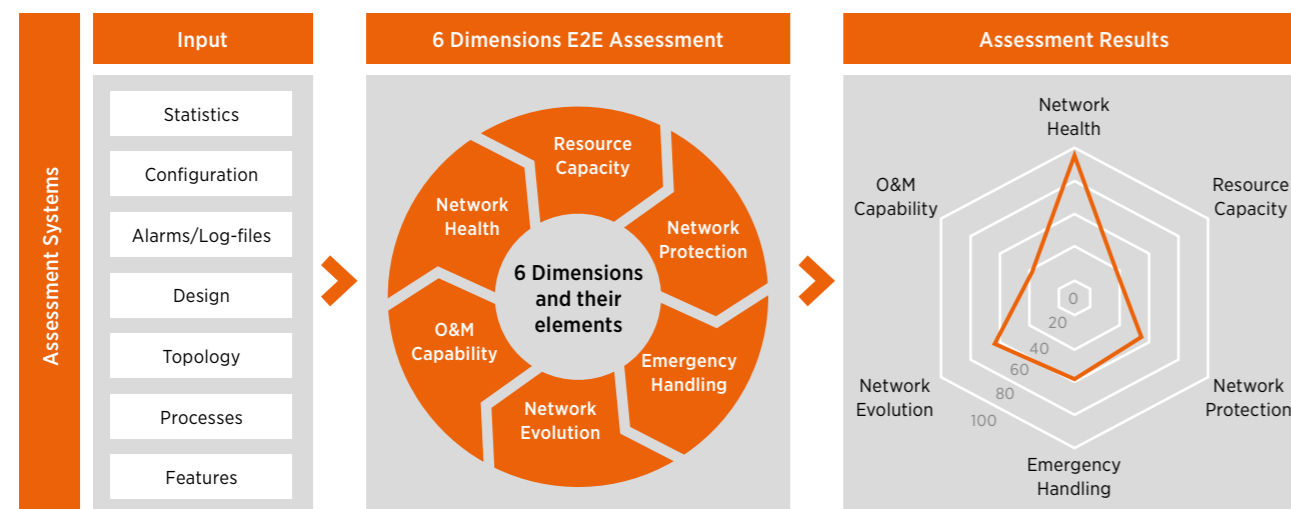 Assessment Systems
Input
Statistics
Configuration
Alarms/Log-files
Design
Topology
Processes
Features
6 Dimensions E2E Assessment
Resource
Capacity
Network
Protection
Emergency
Handling
Network
Evolution
O&M
Capability
Network
Health
6 Dimensions
and their
elements
Assessment Results
Network
Health
Resource
Capacity
Network
Protection
Emergency
Handling
Network
Evolution
O&M
Capability
0
20
40
60
80
100